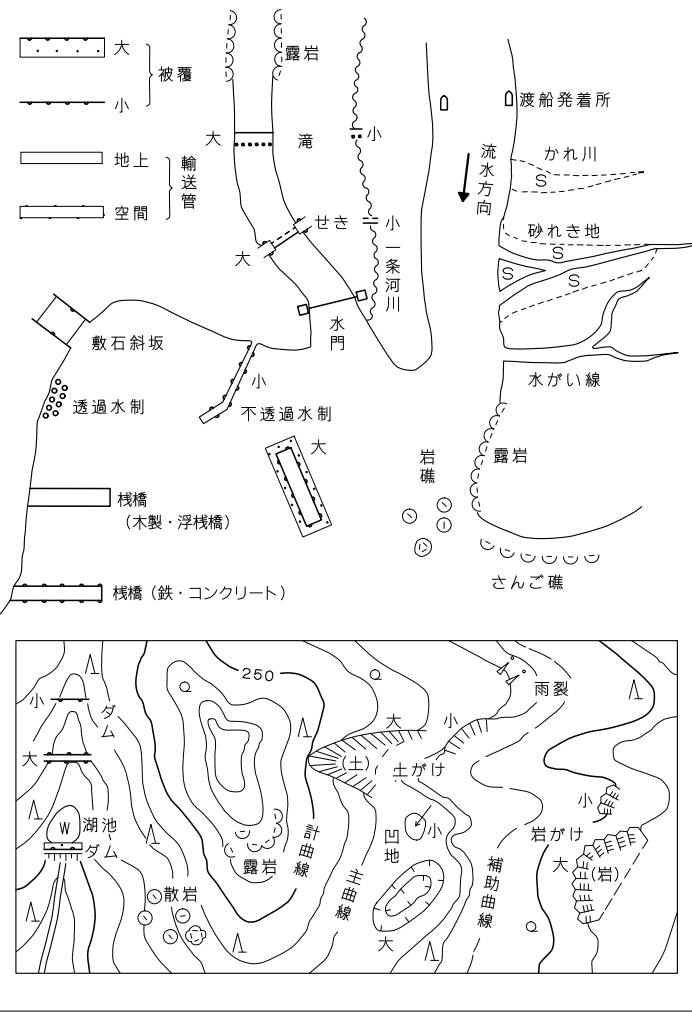 大
被覆
小
地上
輸送管
空間
露岩
大
滝
小
せき
大
小
一条河川
水門
渡船発着所
流水方向
かれ川
S
砂れき地
S
S
水がい線
敷石斜坂
透過水制
小
不透過水制
大
岩礁
露岩
桟橋
(木製・浮桟橋)
さんご礁
桟橋(鉄・コンクリート)
250
小
ダム
大
大
小
雨裂
(土)
土がけ
小
W
湖池
ダム
計曲線
凹地
小
岩がけ
大
(岩)
露岩
主曲線
補助曲線
散岩
大